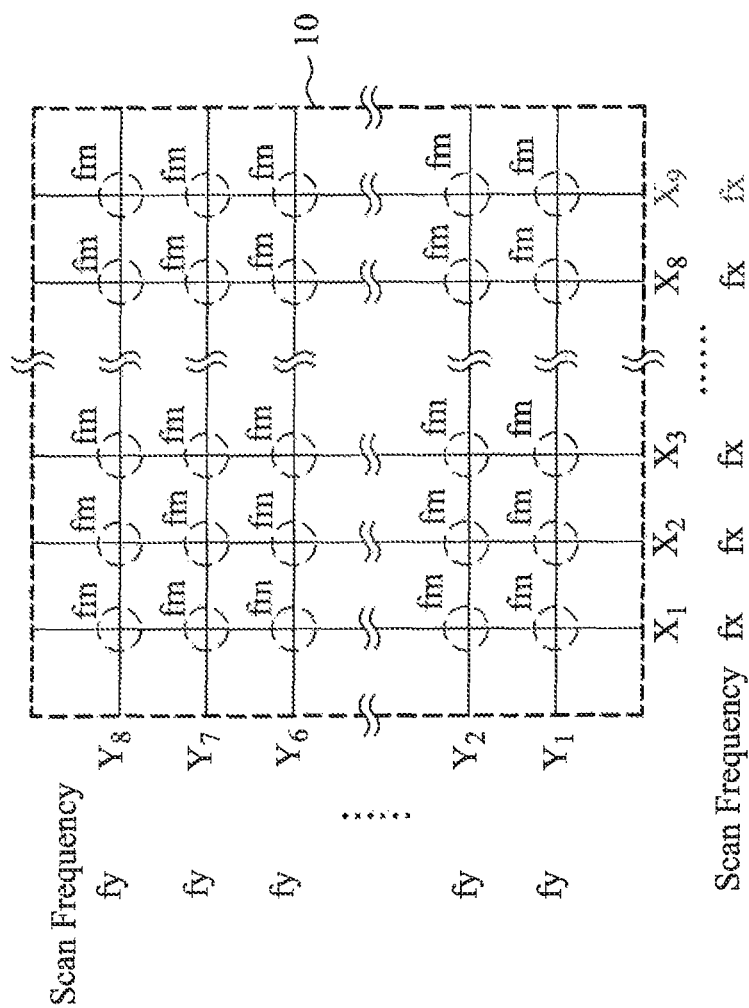 Scan Frequency
10
fm fm fm fm fm
fy Y8
fm fm fm fm fm
fy Y7
fm fm fm fm fm
fy Y6
......
fm fm fm fm fm
fy Y2
fm fm fm fm fm
fy Y1
X1 X2 X3 ...... X8 X9
Scan Frequency fx fx fx fx fx